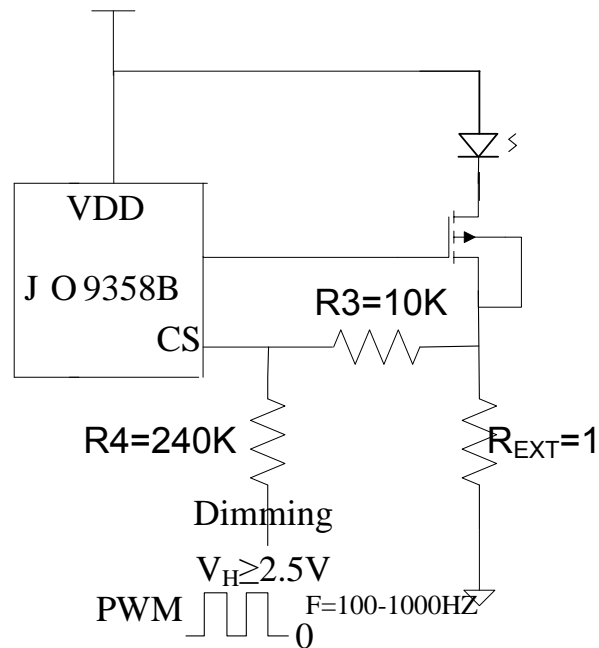 VDD
J O 9358B
R3=10K
CS
R4=240K
REXT=1
Dimming
VH≥2.5V
PWM
0
F=100-1000HZ